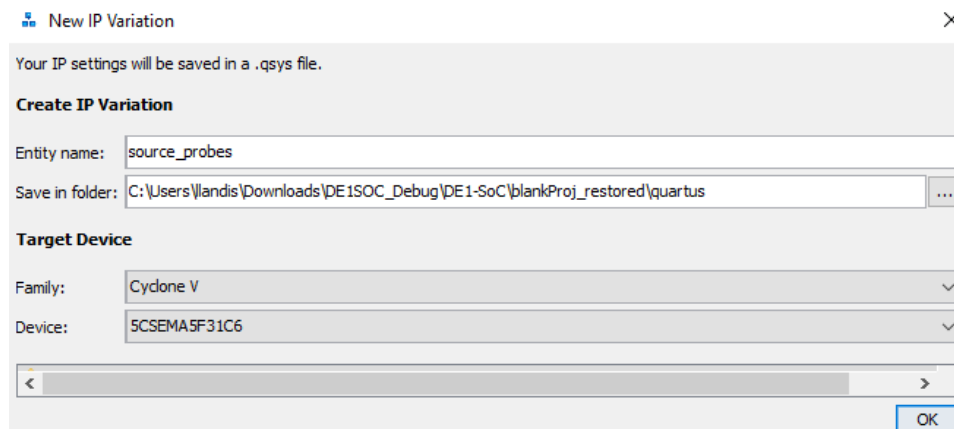 New IP Variation
Your IP settings will be saved in a .qsys file.
Create IP Variation
Entity name: source_probes
Save in folder: C:\Users\llandis\Downloads\DE1SOC_Debug\DE1-SoC\blankProj_restored\quartus
...
Target Device
Family: Cyclone V
Device: 5CSEMA5F31C6
OK